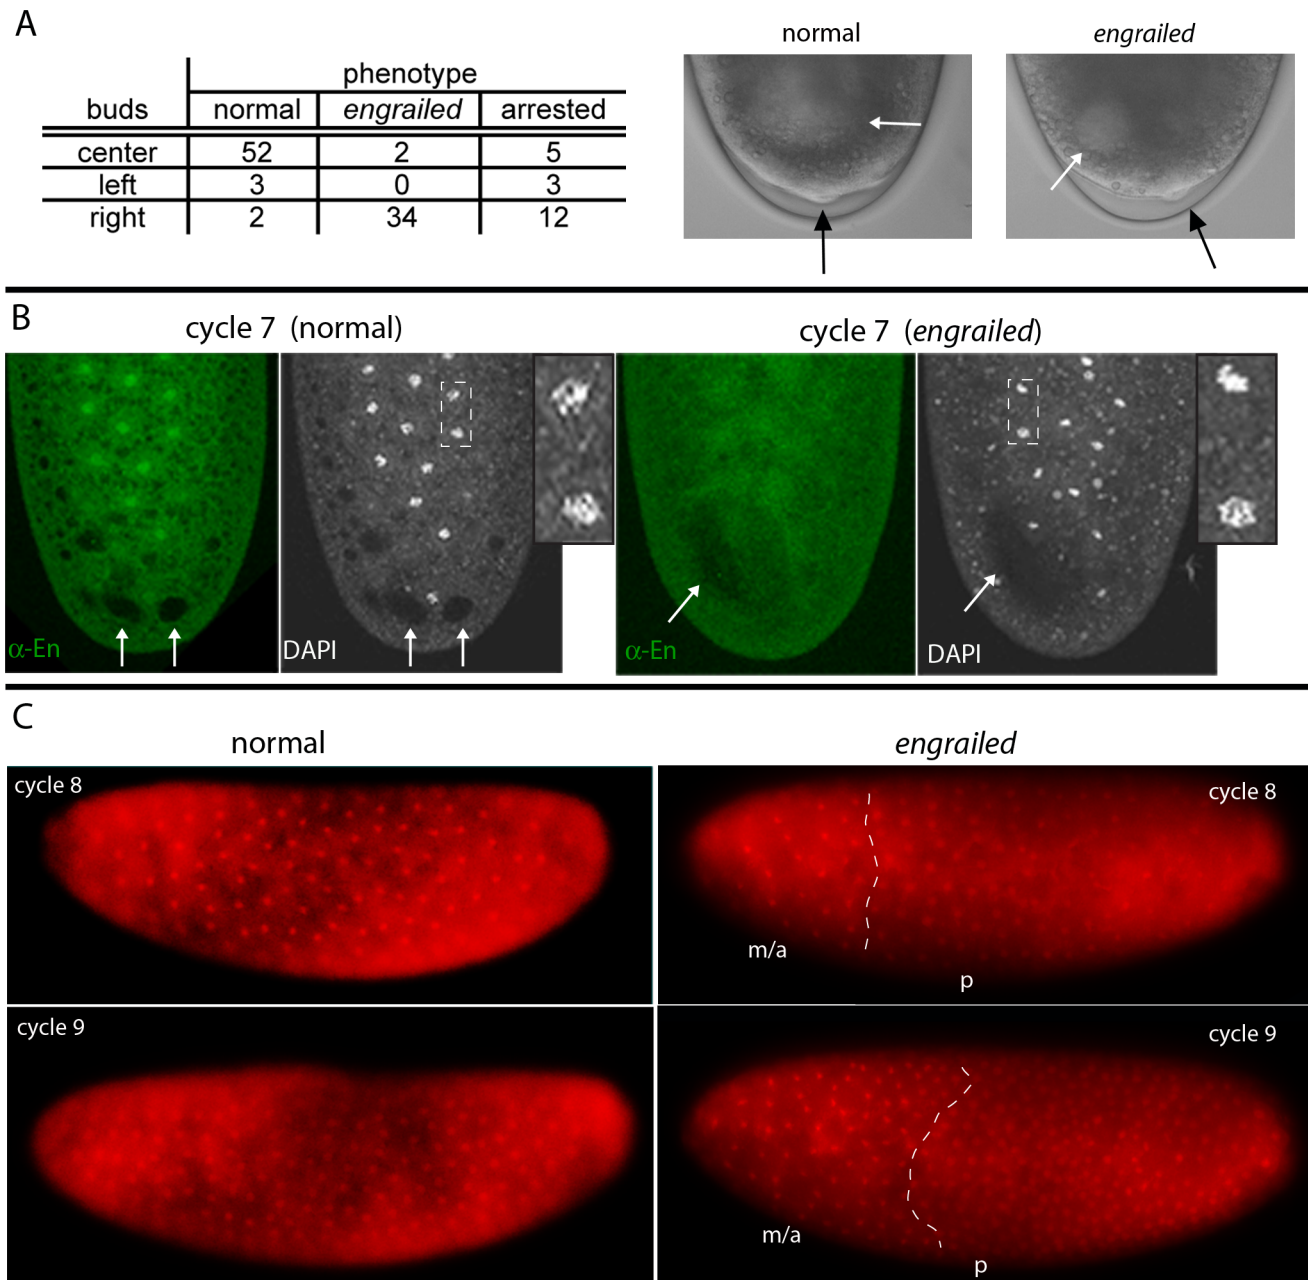 A
phenotype
buds normal engrailed arrested
center 52 2 5
left 3 0 3
right 2 34 12
normal engrailed
B
cycle 7 (normal) cycle 7 (engrailed)
α-En DAPI α-En DAPI
C
normal engrailed
cycle 8 cycle 8
m/a
p
cycle 9 cycle 9
m/a
p